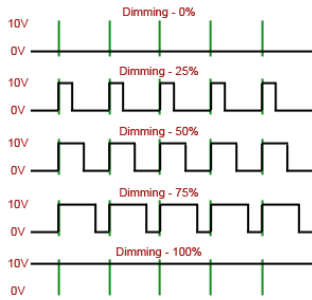 Dimming - 0%
10V
0V
Dimming - 25%
10V
0V
Dimming - 50%
10V
0V
Dimming - 75%
10V
0V
Dimming - 100%
10V
0V